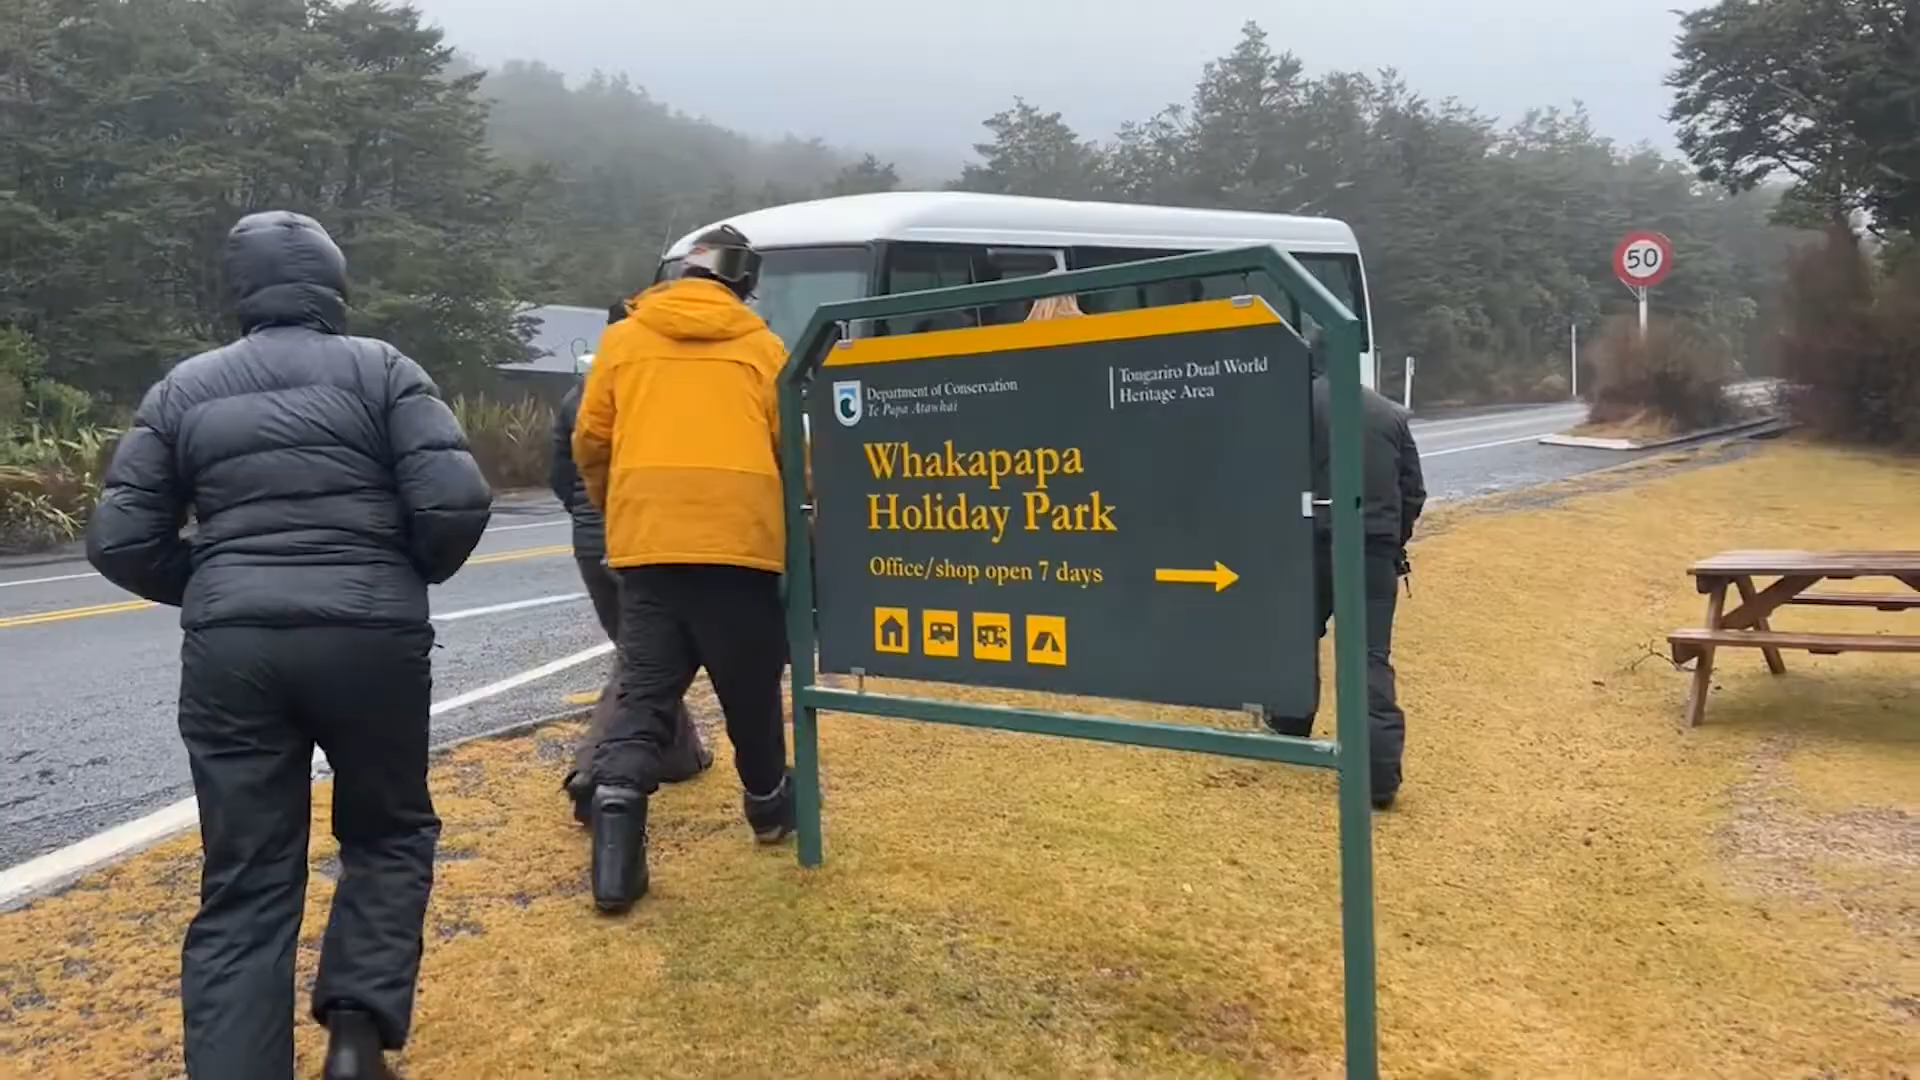 Department of Conservation
Te Papa Atawhai
Tongariro Dual World
Heritage Area
Whakapapa
Holiday Park
Office/shop open 7 days
50